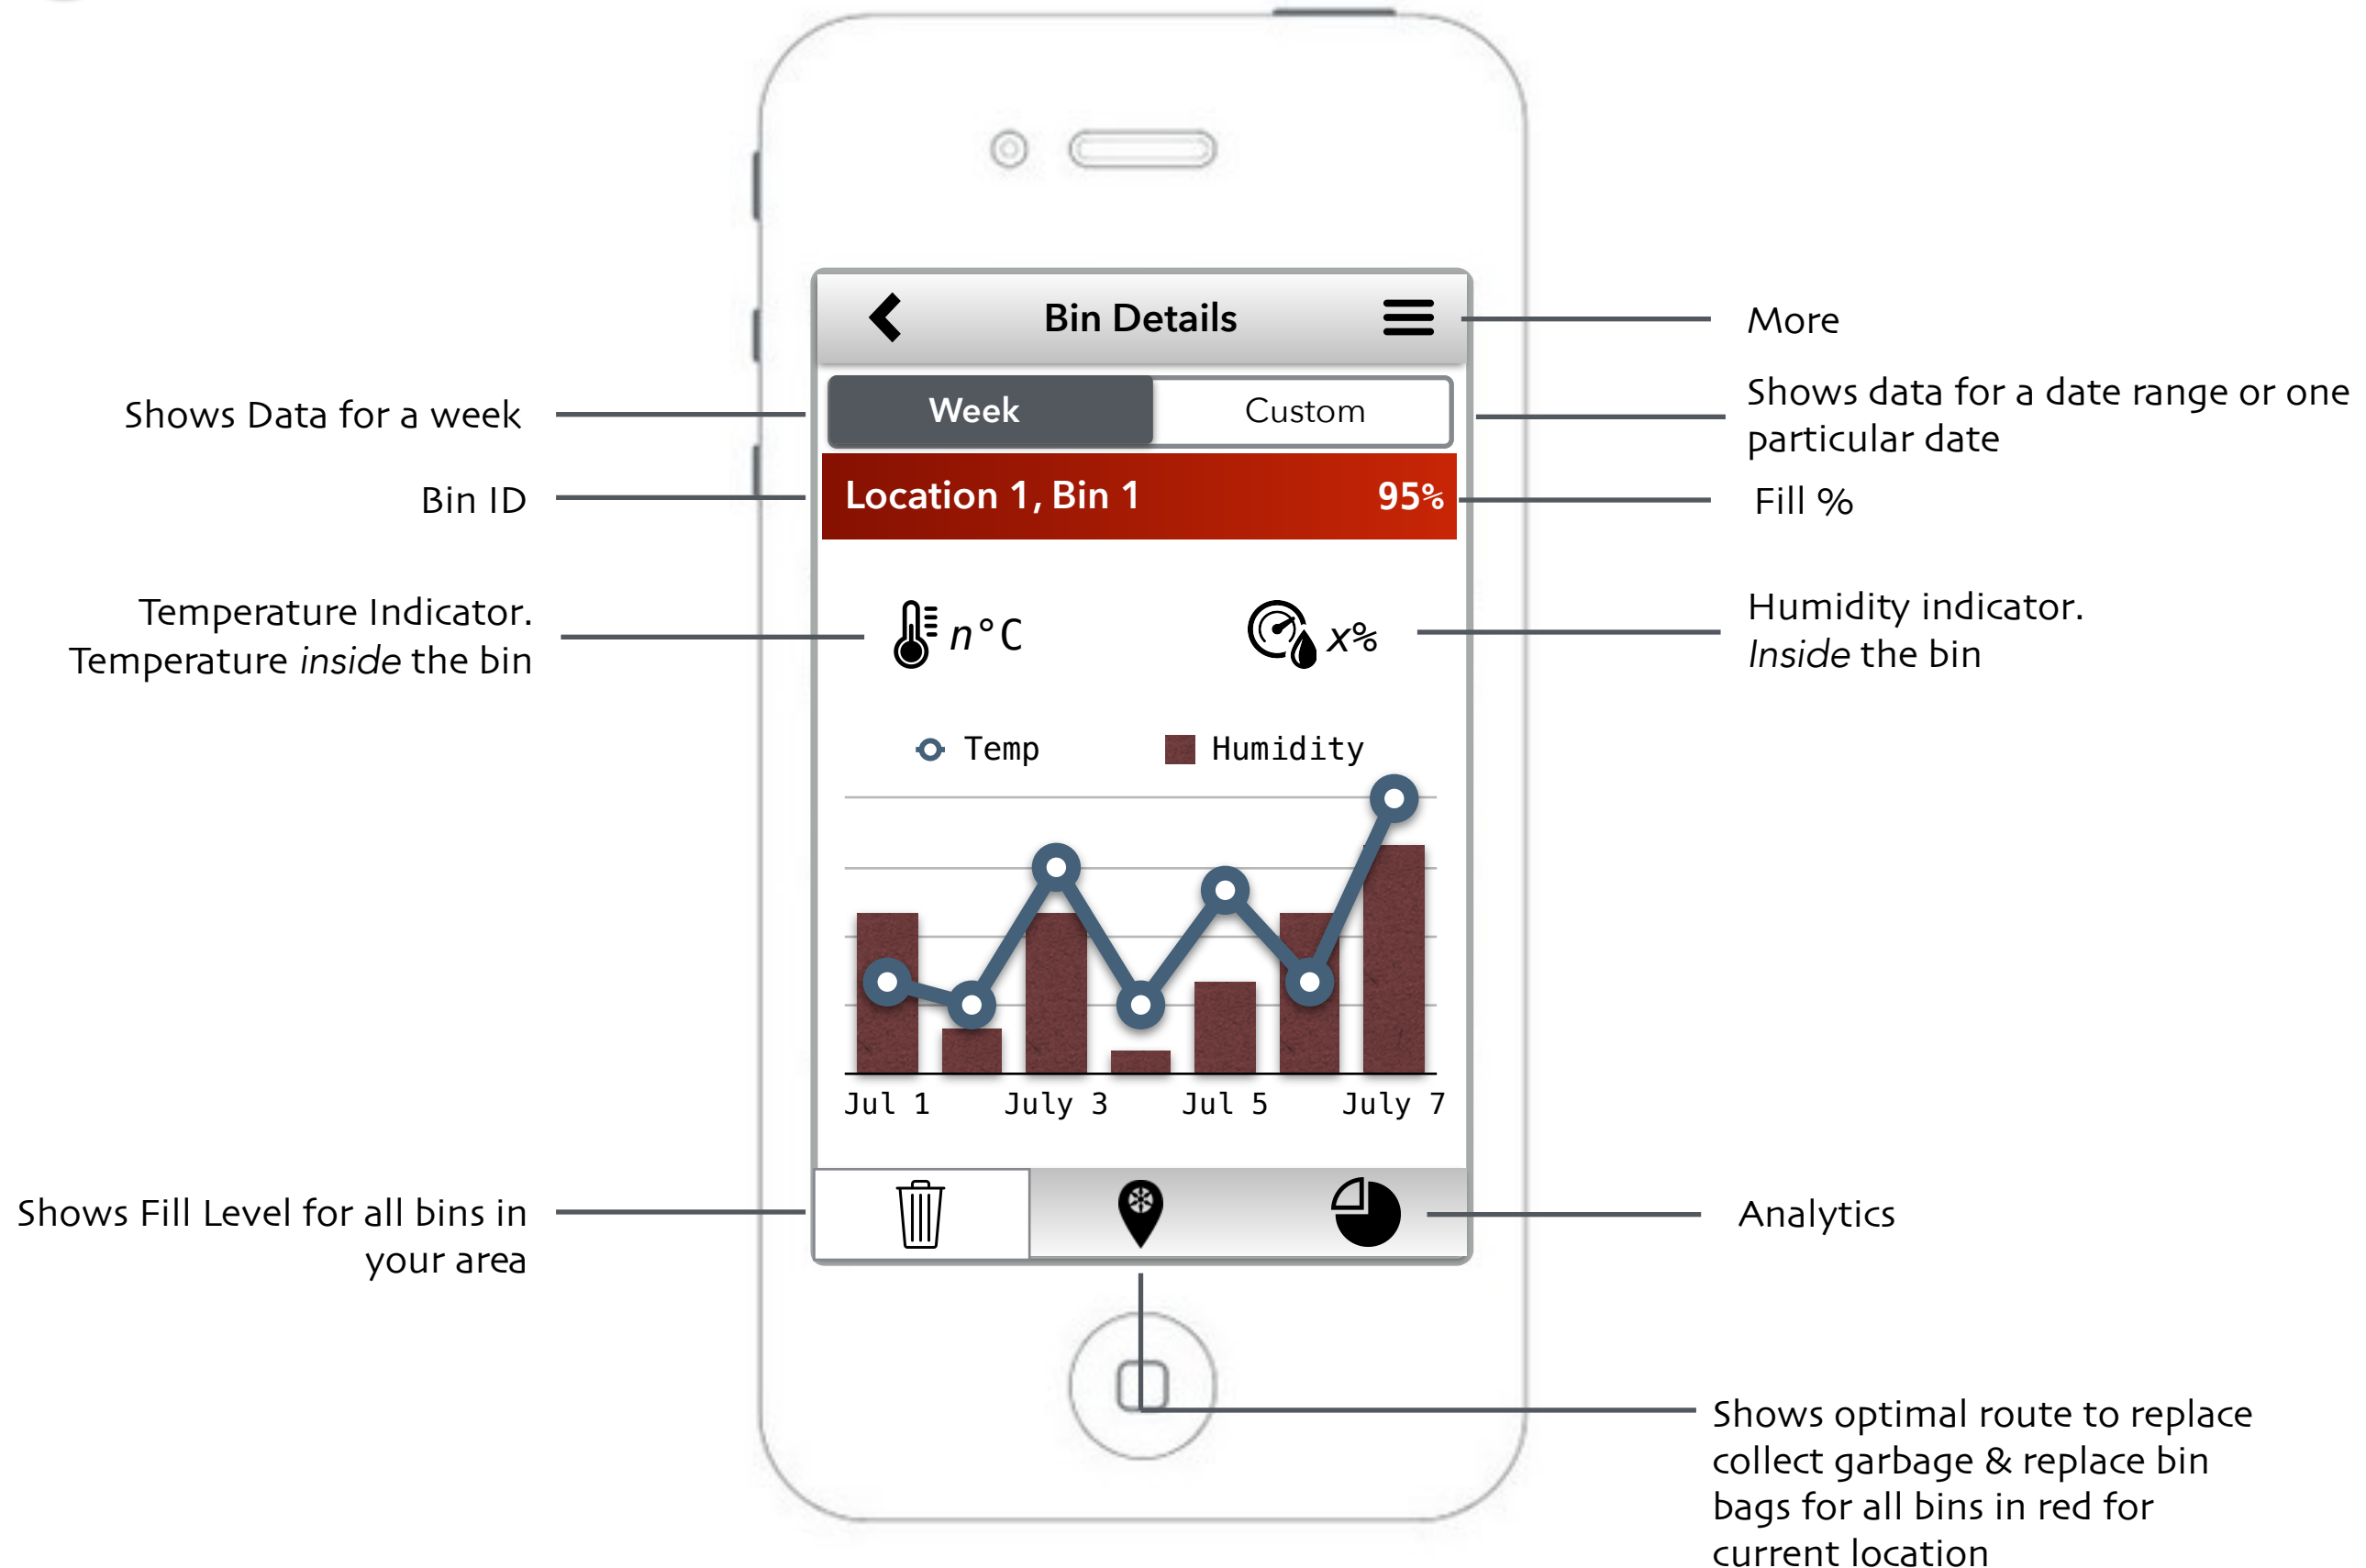 Bin Details
More
Week
Custom
Shows Data for a week
Shows data for a date range or one
particular date
Location 1, Bin 1
95%
Bin ID
Fill %
Temperature Indicator.
Temperature inside the bin
n°C
x%
Humidity indicator.
Inside the bin
Temp
Humidity
Jul 1
July 3
Jul 5
July 7
Shows Fill Level for all bins in
your area
Analytics
Shows optimal route to replace
collect garbage & replace bin
bags for all bins in red for
current location